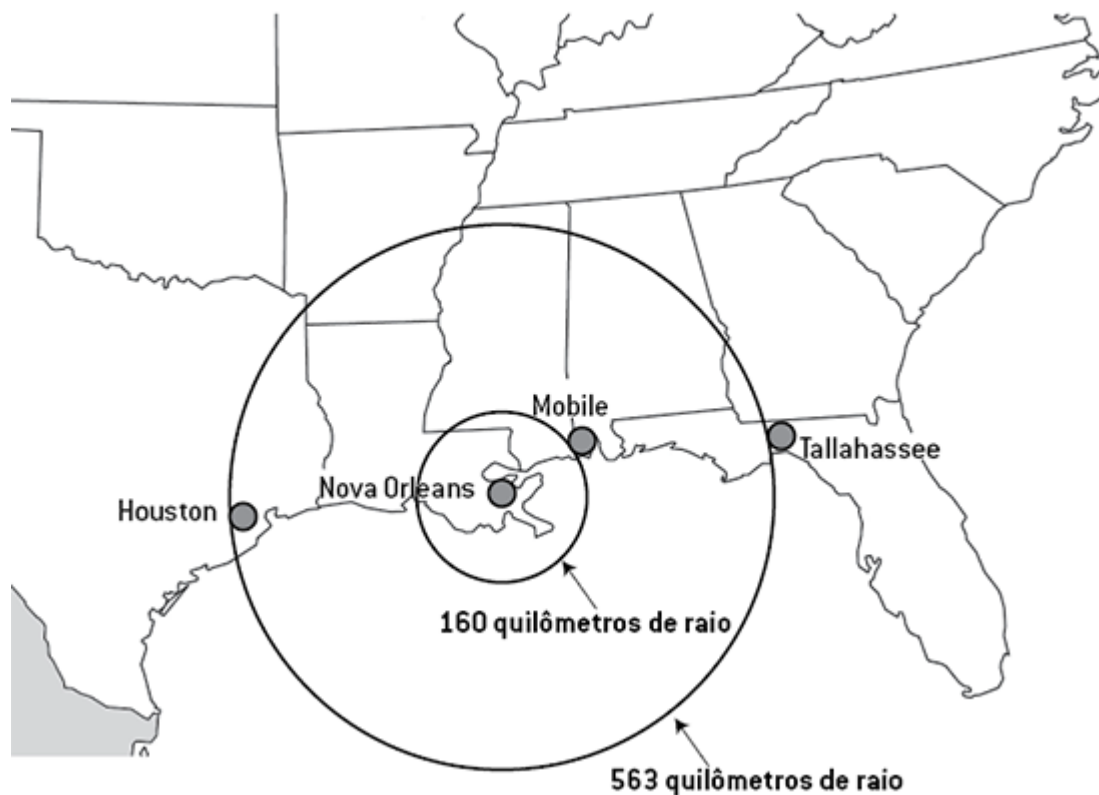 Mobile
Tallahassee
Nova Orleans
Houston
160 quilômetros de raio
563 quilômetros de raio